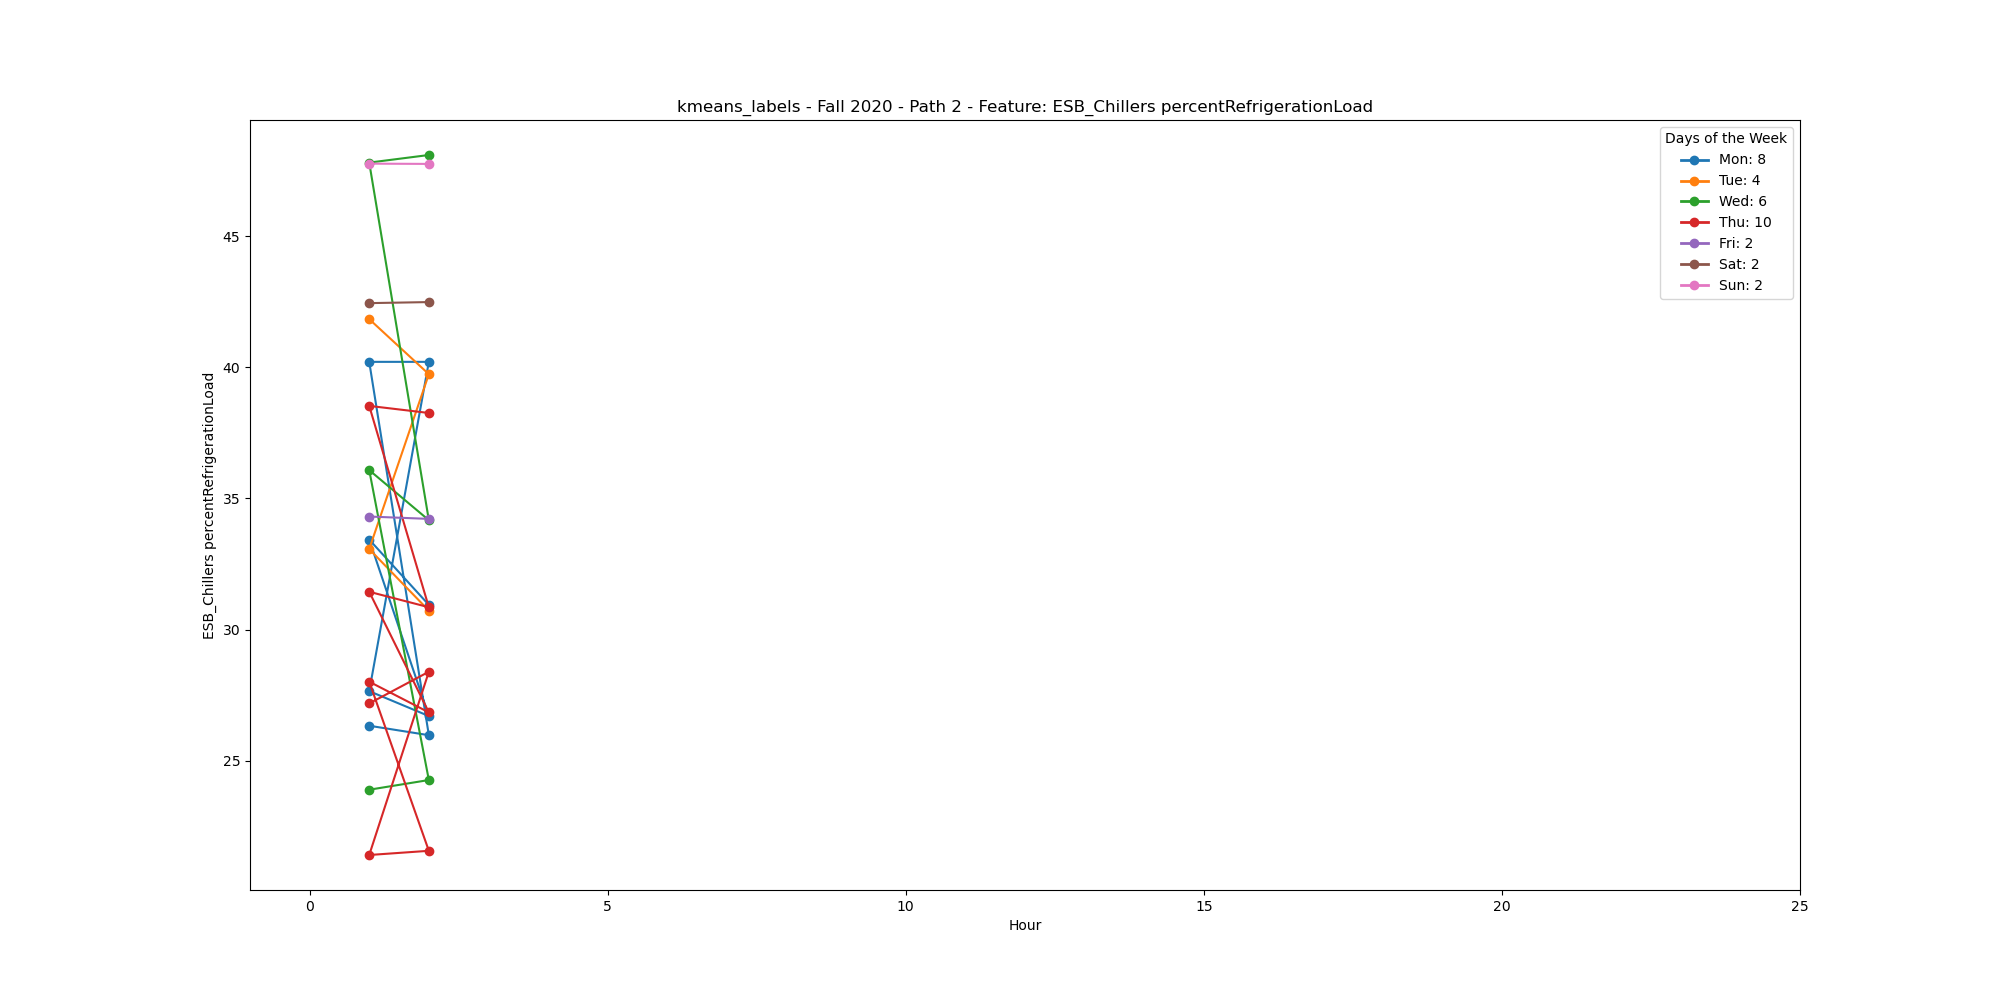 kmeans_labels - Fall 2020 - Path 2 - Feature: ESB_Chillers percentRefrigerationLoad
Days of the Week
Mon: 8
Tue: 4
Wed: 6
Thu: 10
Fri: 2
Sat: 2
Sun: 2
ESB_Chillers percentRefrigerationLoad
45
40
35
30
25
0 5 10 15 20 25
Hour